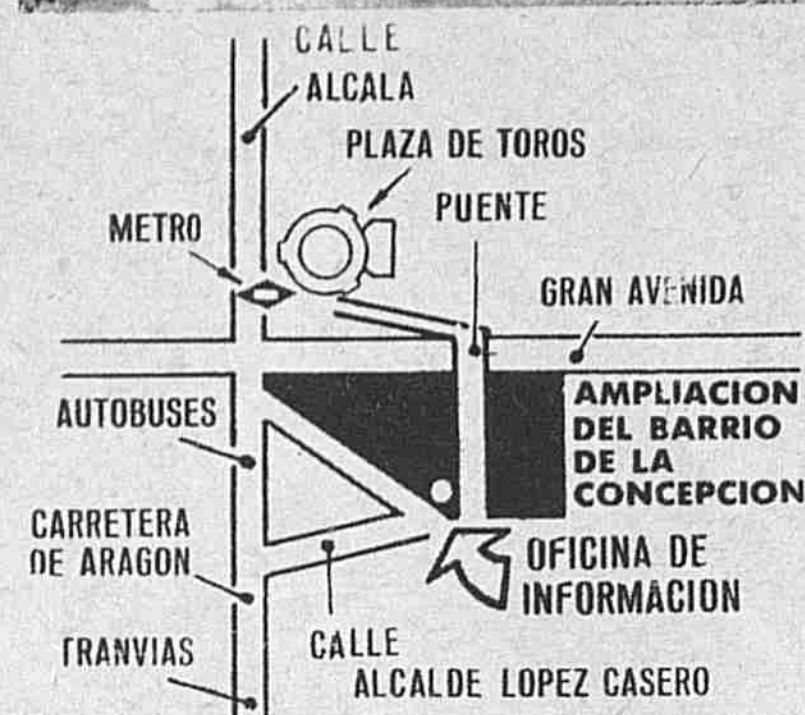 CALLE
ALCALA
PLAZA DE TOROS
PUENTE
METRO
GRAN AVENIDA
AUTOBUSES
AMPLIACION
DEL BARRIO
DE LA
CONCEPCION
CARRETERA
DE ARAGON
OFICINA DE
INFORMACION
TRANVIAS
CALLE
ALCALDE LOPEZ CASERO